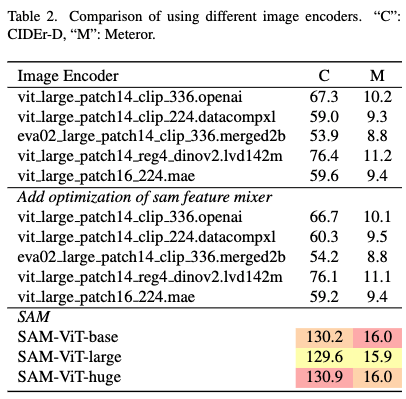 Table 2. Comparison of using different image encoders. “C”:
CIDEr-D, “M”: Meteror.
Image Encoder C M
vit_large_patch14_clip_336.openai 67.3 10.2
vit_large_patch14_clip_224.datacompxl 59.0 9.3
eva02_large_patch14_clip_336.merged2b 53.9 8.8
vit_large_patch14_reg4_dinov2.lvd142m 76.4 11.2
vit_large_patch16_224.mae 59.6 9.4
Add optimization of sam feature mixer
vit_large_patch14_clip_336.openai 66.7 10.1
vit_large_patch14_clip_224.datacompxl 60.3 9.5
eva02_large_patch14_clip_336.merged2b 54.2 8.8
vit_large_patch14_reg4_dinov2.lvd142m 76.1 11.1
vit_large_patch16_224.mae 59.2 9.4
SAM
SAM-ViT-base 130.2 16.0
SAM-ViT-large 129.6 15.9
SAM-ViT-huge 130.9 16.0